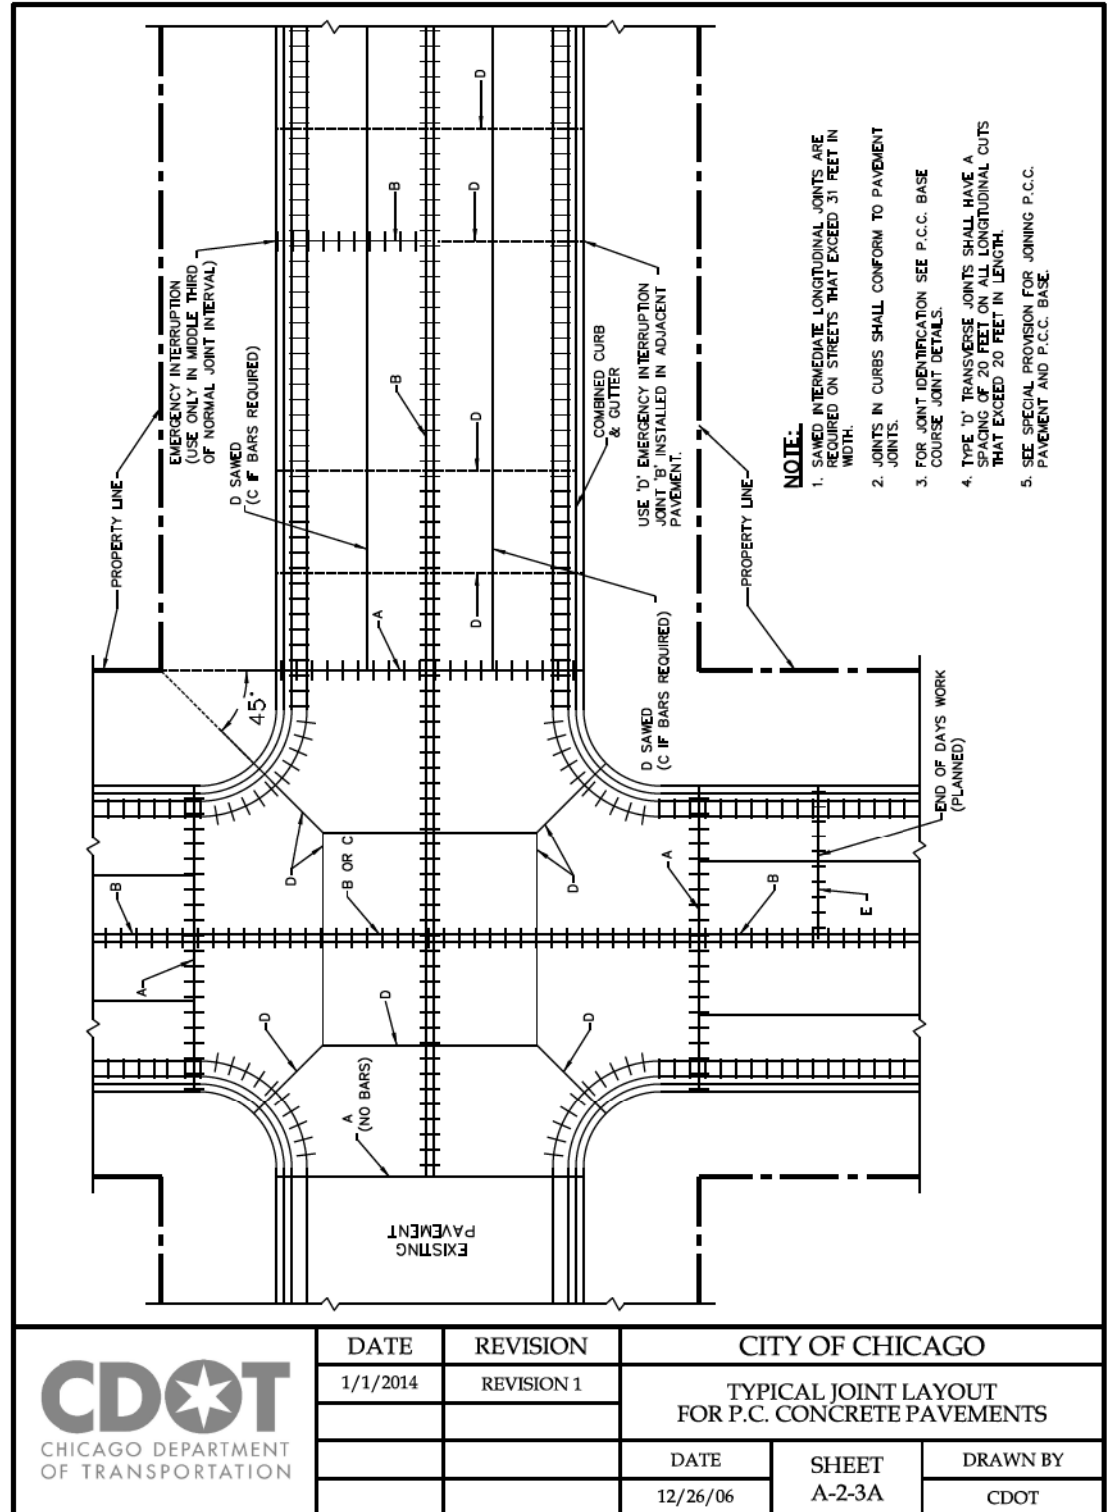 PROPERTY LINE
EMERGENCY INTERRUPTION
(USE ONLY IN MIDDLE THIRD
OF NORMAL JOINT INTERVAL)
D SAWED
(C IF BARS REQUIRED)
45°
A
B
B
D
D
D
D
COMBINED CURB
& GUTTER
USE 'D' EMERGENCY INTERRUPTION
JOINT 'B' INSTALLED IN ADJACENT
PAVEMENT.
D SAWED
(C IF BARS REQUIRED)
PROPERTY LINE
NOTE:
1. SAWED INTERMEDIATE LONGITUDINAL JOINTS ARE
REQUIRED ON STREETS THAT EXCEED 31 FEET IN
WIDTH.
2. JOINTS IN CURBS SHALL CONFORM TO PAVEMENT
JOINTS.
3. FOR JOINT IDENTIFICATION SEE P.C.C. BASE
COURSE JOINT DETAILS.
4. TYPE 'D' TRANSVERSE JOINTS SHALL HAVE A
SPACING OF 20 FEET ON ALL LONGITUDINAL CUTS
THAT EXCEED 20 FEET IN LENGTH.
5. SEE SPECIAL PROVISION FOR JOINING P.C.C.
PAVEMENT AND P.C.C. BASE.
B
A
D
B OR C
D
D
D
D
A
B
E
END OF DAYS WORK
(PLANNED)
A
(NO BARS)
EXISTING
PAVEMENT
CDOT
CHICAGO DEPARTMENT
OF TRANSPORTATION
DATE
REVISION
1/1/2014
REVISION 1
CITY OF CHICAGO
TYPICAL JOINT LAYOUT
FOR P.C. CONCRETE PAVEMENTS
DATE
12/26/06
SHEET
A-2-3A
DRAWN BY
CDOT